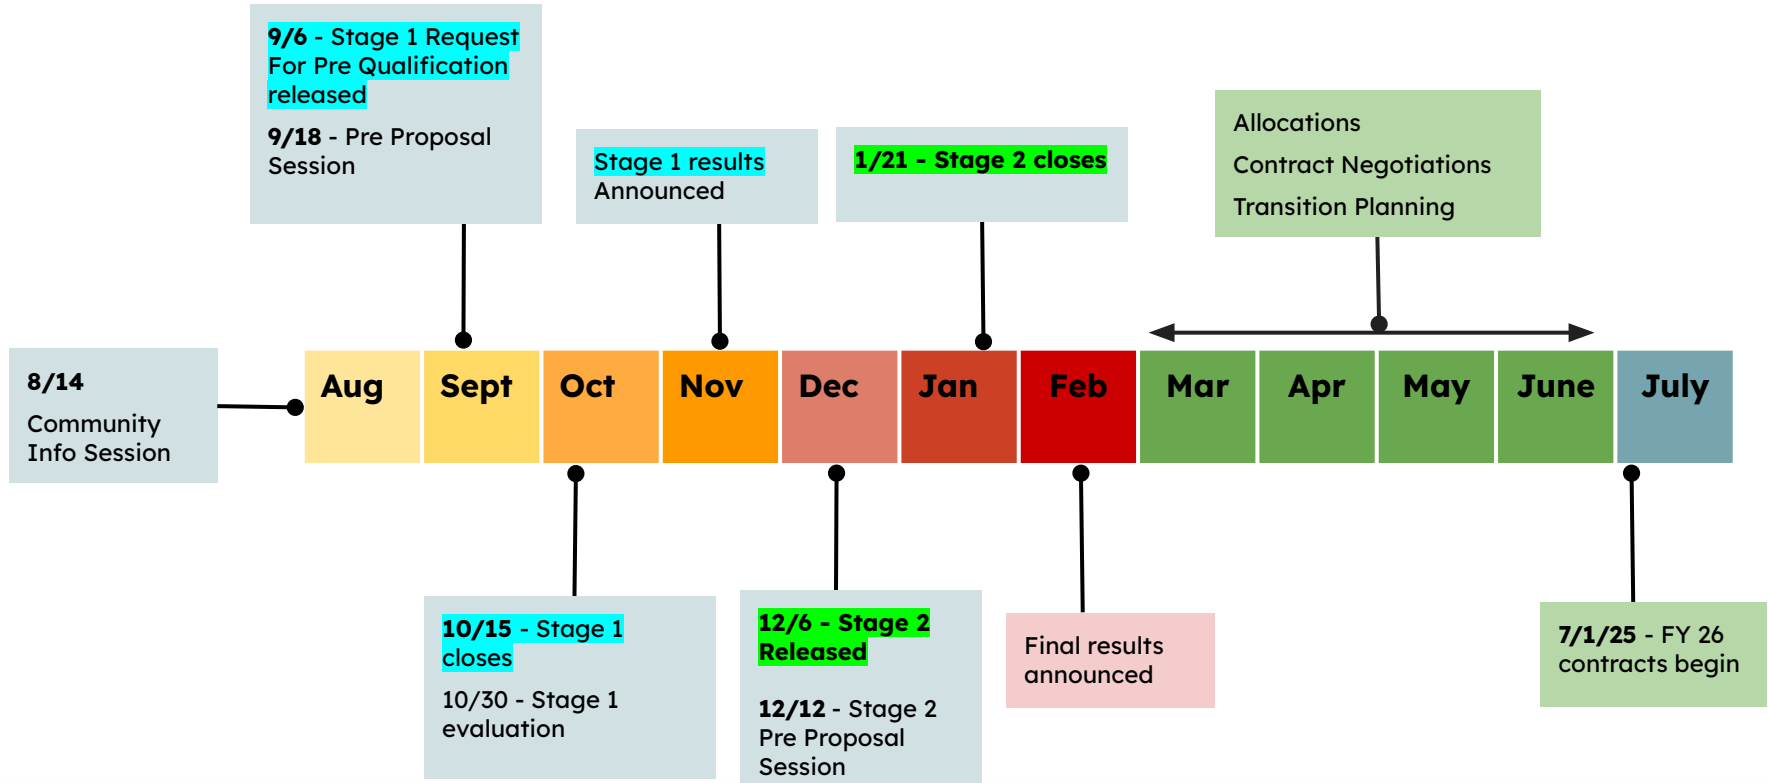 9/6 - Stage 1 Request
For Pre Qualification
released
9/18 - Pre Proposal
Session
Stage 1 results
Announced
1/21 - Stage 2 closes
Allocations
Contract Negotiations
Transition Planning
8/14
Community
Info Session
Aug
Sept
Oct
Nov
Dec
Jan
Feb
Mar
Apr
May
June
July
10/15 - Stage 1
closes
10/30 - Stage 1
evaluation
12/6 - Stage 2
Released
12/12 - Stage 2
Pre Proposal
Session
Final results
announced
7/1/25 - FY 26
contracts begin